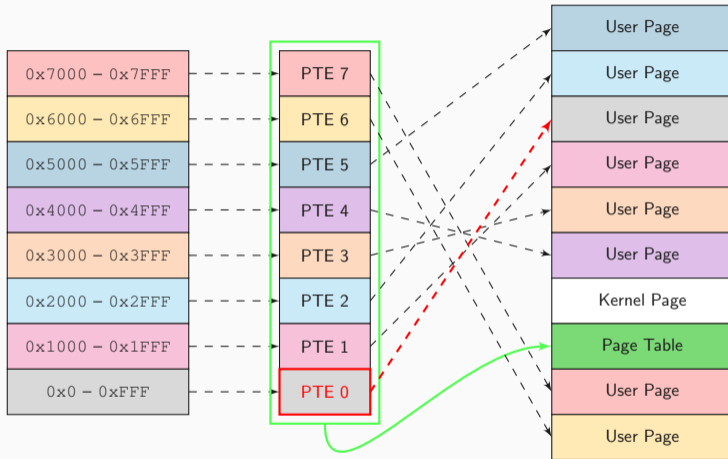 0x7000 – 0x7FFF
0x6000 – 0x6FFF
0x5000 – 0x5FFF
0x4000 – 0x4FFF
0x3000 – 0x3FFF
0x2000 – 0x2FFF
0x1000 – 0x1FFF
0x0 – 0xFFF
PTE 7
PTE 6
PTE 5
PTE 4
PTE 3
PTE 2
PTE 1
PTE 0
User Page
User Page
User Page
User Page
User Page
User Page
Kernel Page
Page Table
User Page
User Page